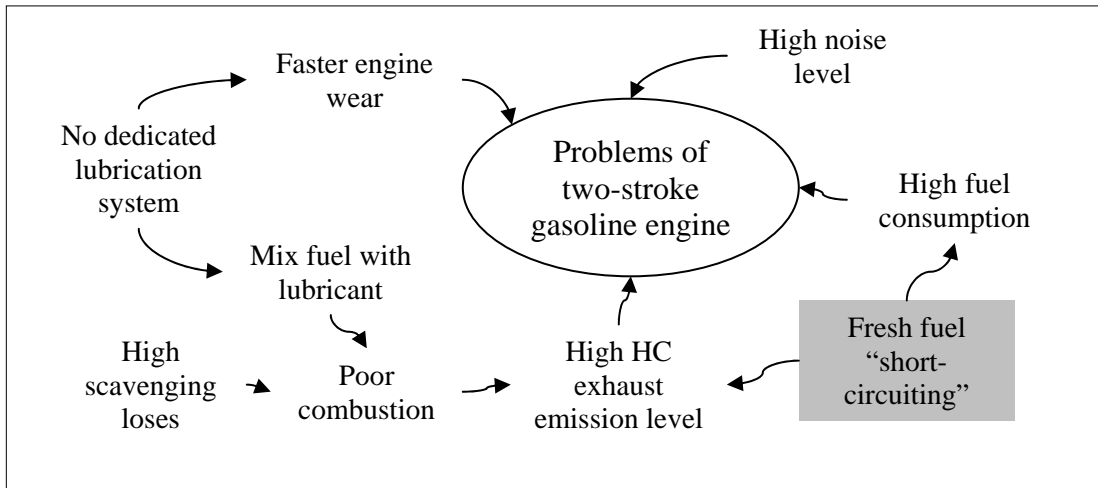 High noise
level
Faster engine
wear
No dedicated
lubrication
system
Problems of
two-stroke
gasoline engine
High fuel
consumption
Mix fuel with
lubricant
High
scavenging
loses
Poor
combustion
High HC
exhaust
emission level
Fresh fuel
“short-
circuiting”